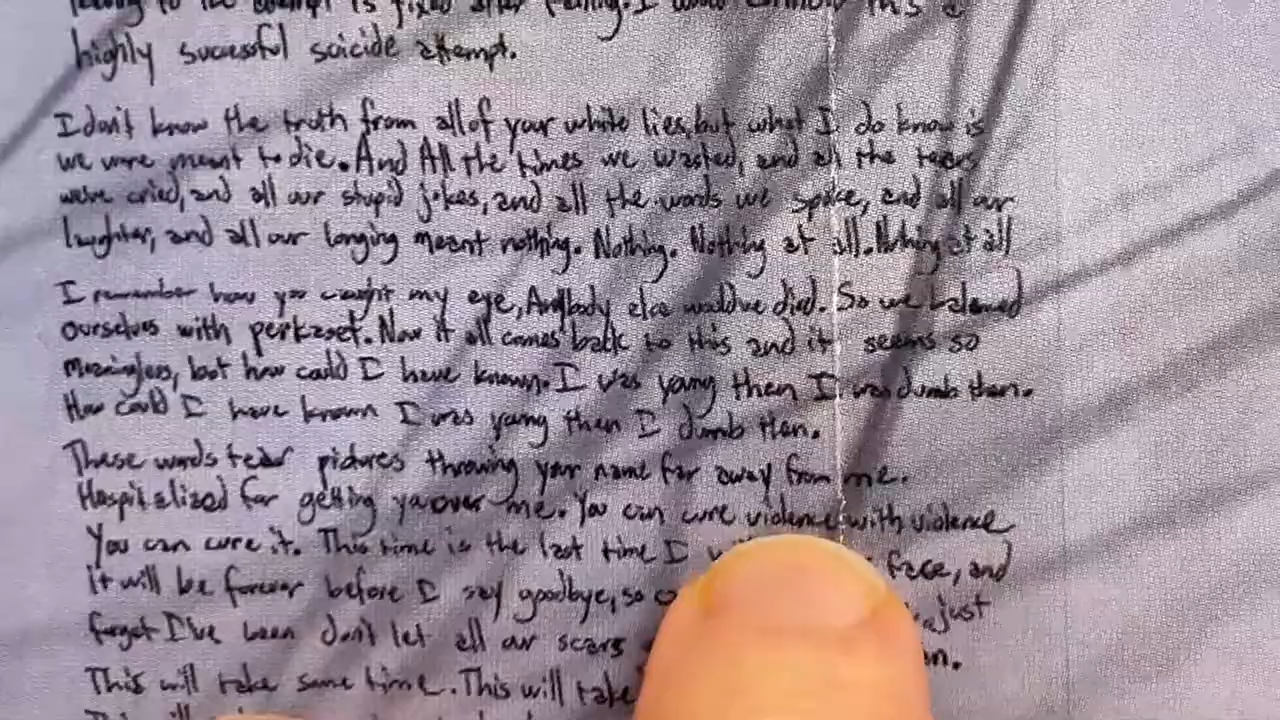 is fixed after
highly successful suicide attempt.
I don't know the truth from all of your white lies, but what I do know is
we were meant to die. And All the times we wasted, and all the tears
we've cried, and all our stupid jokes, and all the words we spoke, and all our
laughter, and all our longing meant nothing. Nothing. Nothing at all. Nothing at all
I remember how you caught my eye, Anybody else would've died. So we
ourselves with perkaset. Now it all comes back to this and it seems so
meaningless, but how could I have known. I was young then I was dumb then.
How could I have known I was young then I dumb then.
These words tear pictures throwing your name far away from me.
Hospitalized for getting ya over me. You can cure violence with violence
You can cure it. This time is the last time I face, and
It will be forever before I say goodbye, so
forget I've been don't let all our scars just
This will take some time. This will take